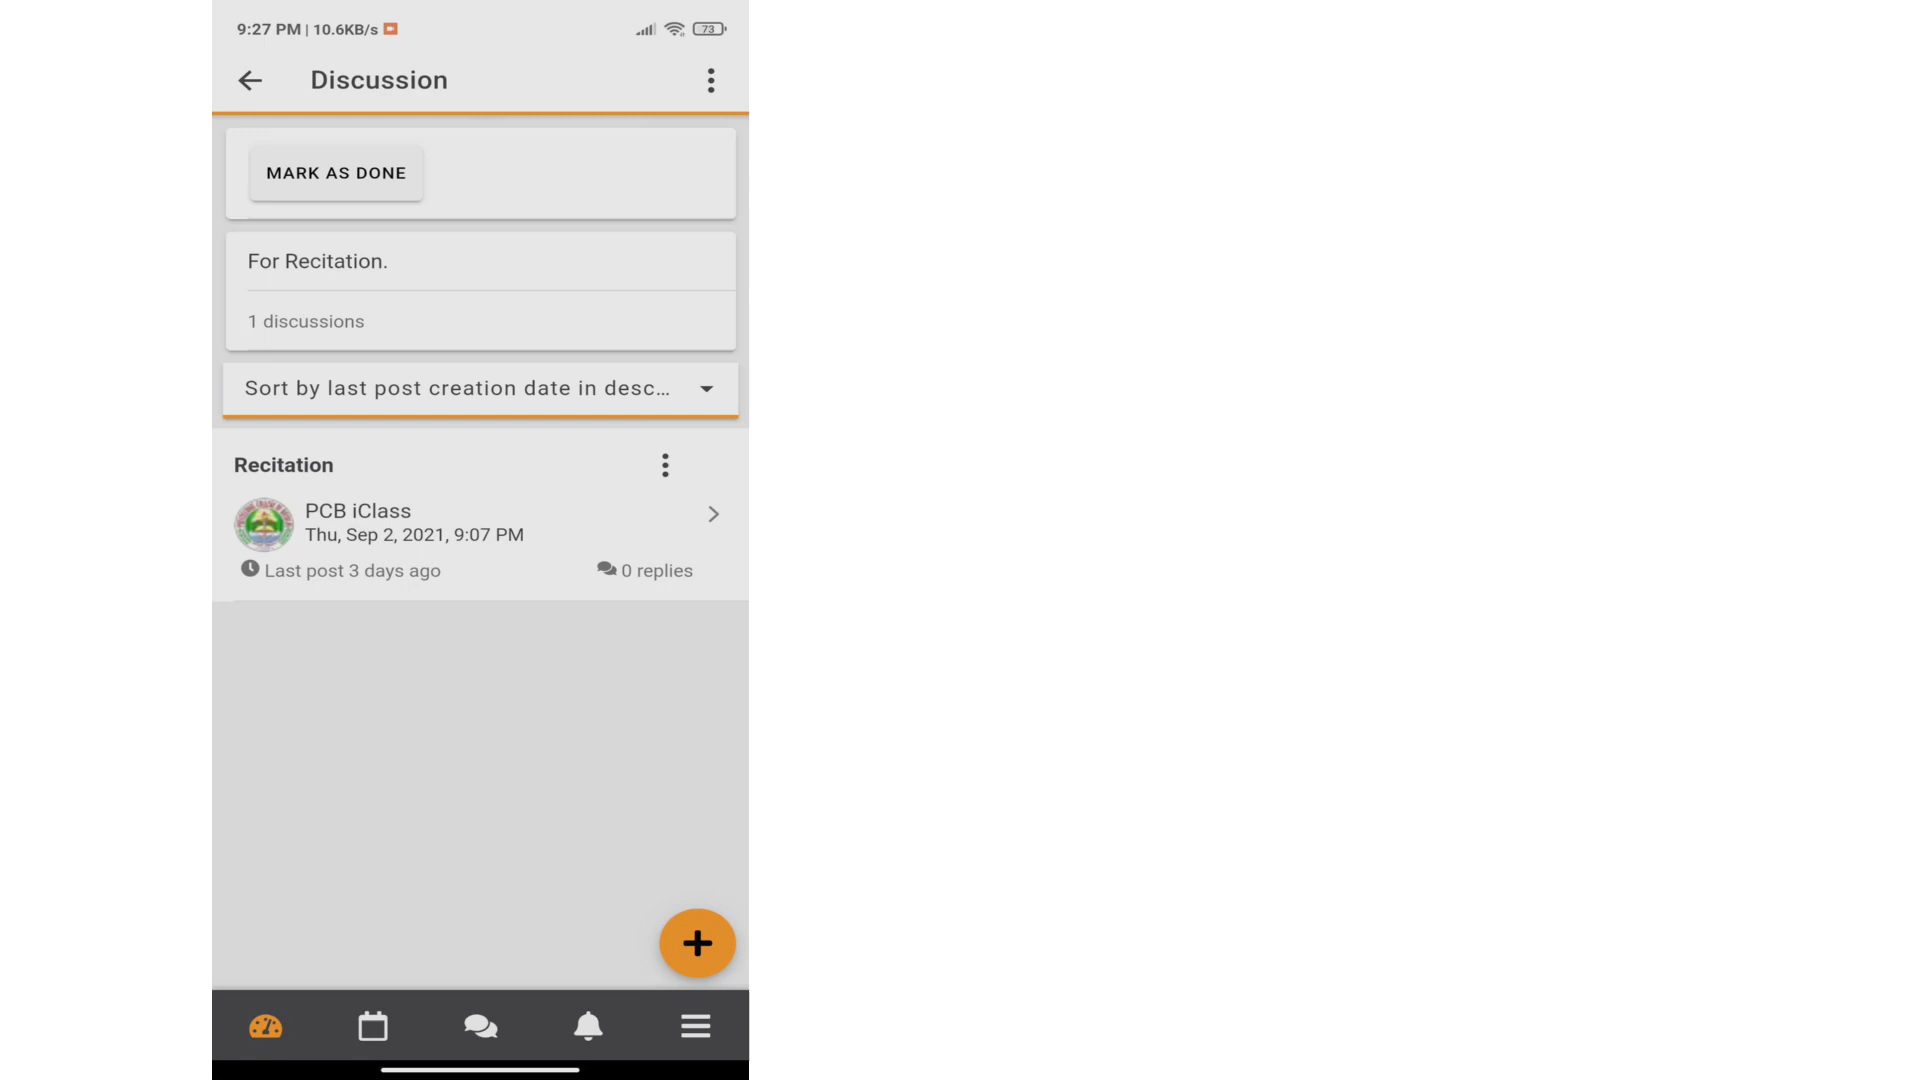 9:27 PM | 10.6KB/s
73
Discussion
MARK AS DONE
For Recitation.
1 discussions
Sort by last post creation date in desc...
Recitation
PCB iClass
Thu, Sep 2, 2021, 9:07 PM
Last post 3 days ago
0 replies